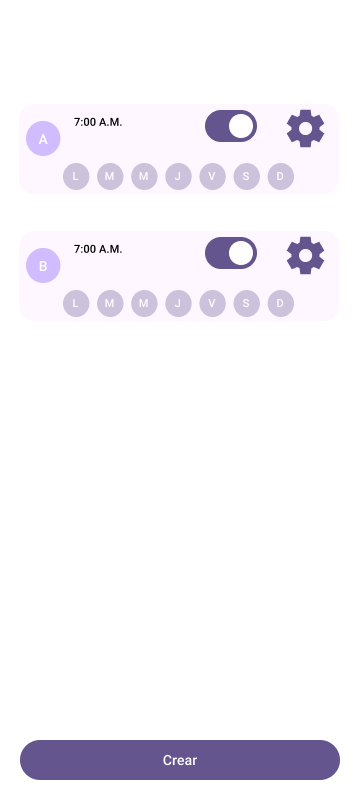 7:00 A.M.
A
L M M J V S D
7:00 A.M.
B
L M M J V S D
Crear